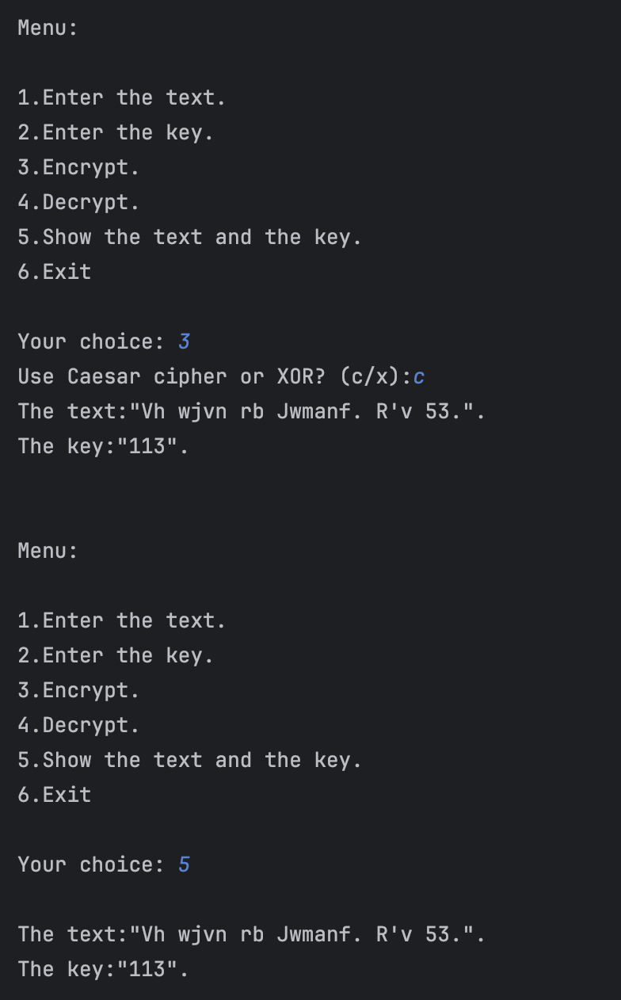 Menu:
1.Enter the text.
2.Enter the key.
3.Encrypt.
4.Decrypt.
5.Show the text and the key.
6.Exit
Your choice: 3
Use Caesar cipher or XOR? (c/x):c
The text:"Vh wjvn rb Jwmanf. R'v 53.".
The key:"113".
Menu:
1.Enter the text.
2.Enter the key.
3.Encrypt.
4.Decrypt.
5.Show the text and the key.
6.Exit
Your choice: 5
The text:"Vh wjvn rb Jwmanf. R'v 53.".
The key:"113".